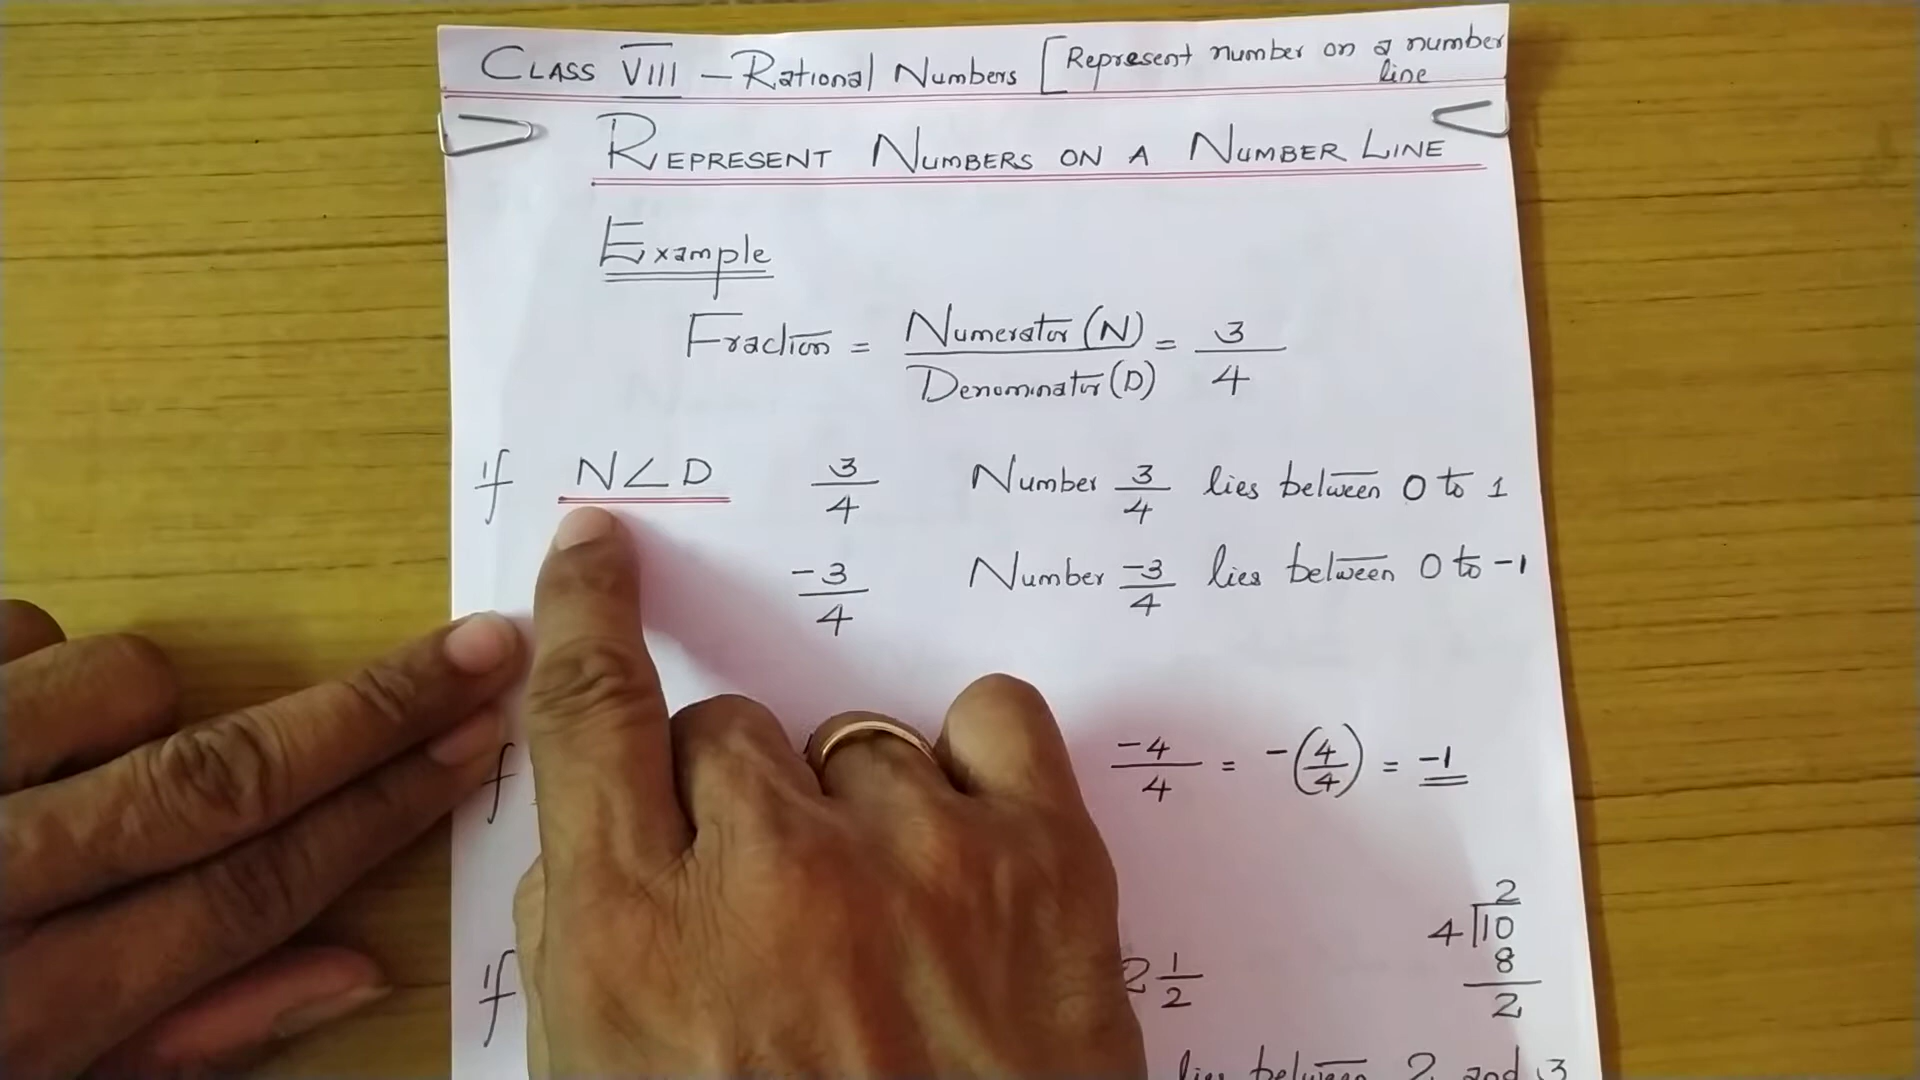 CLASS VIII - Rational Numbers [Represent number on a number line
REPRESENT NUMBERS ON A NUMBER LINE
Example
Fraction = Numerator (N) / Denominator (D) = 3/4
if N < D 3/4 Number 3/4 lies between 0 to 1
-3/4 Number -3/4 lies between 0 to -1
-4/4 = -(4/4) = -1
if 2 1/2
2
4 10
8
2
lies between 2 and 3